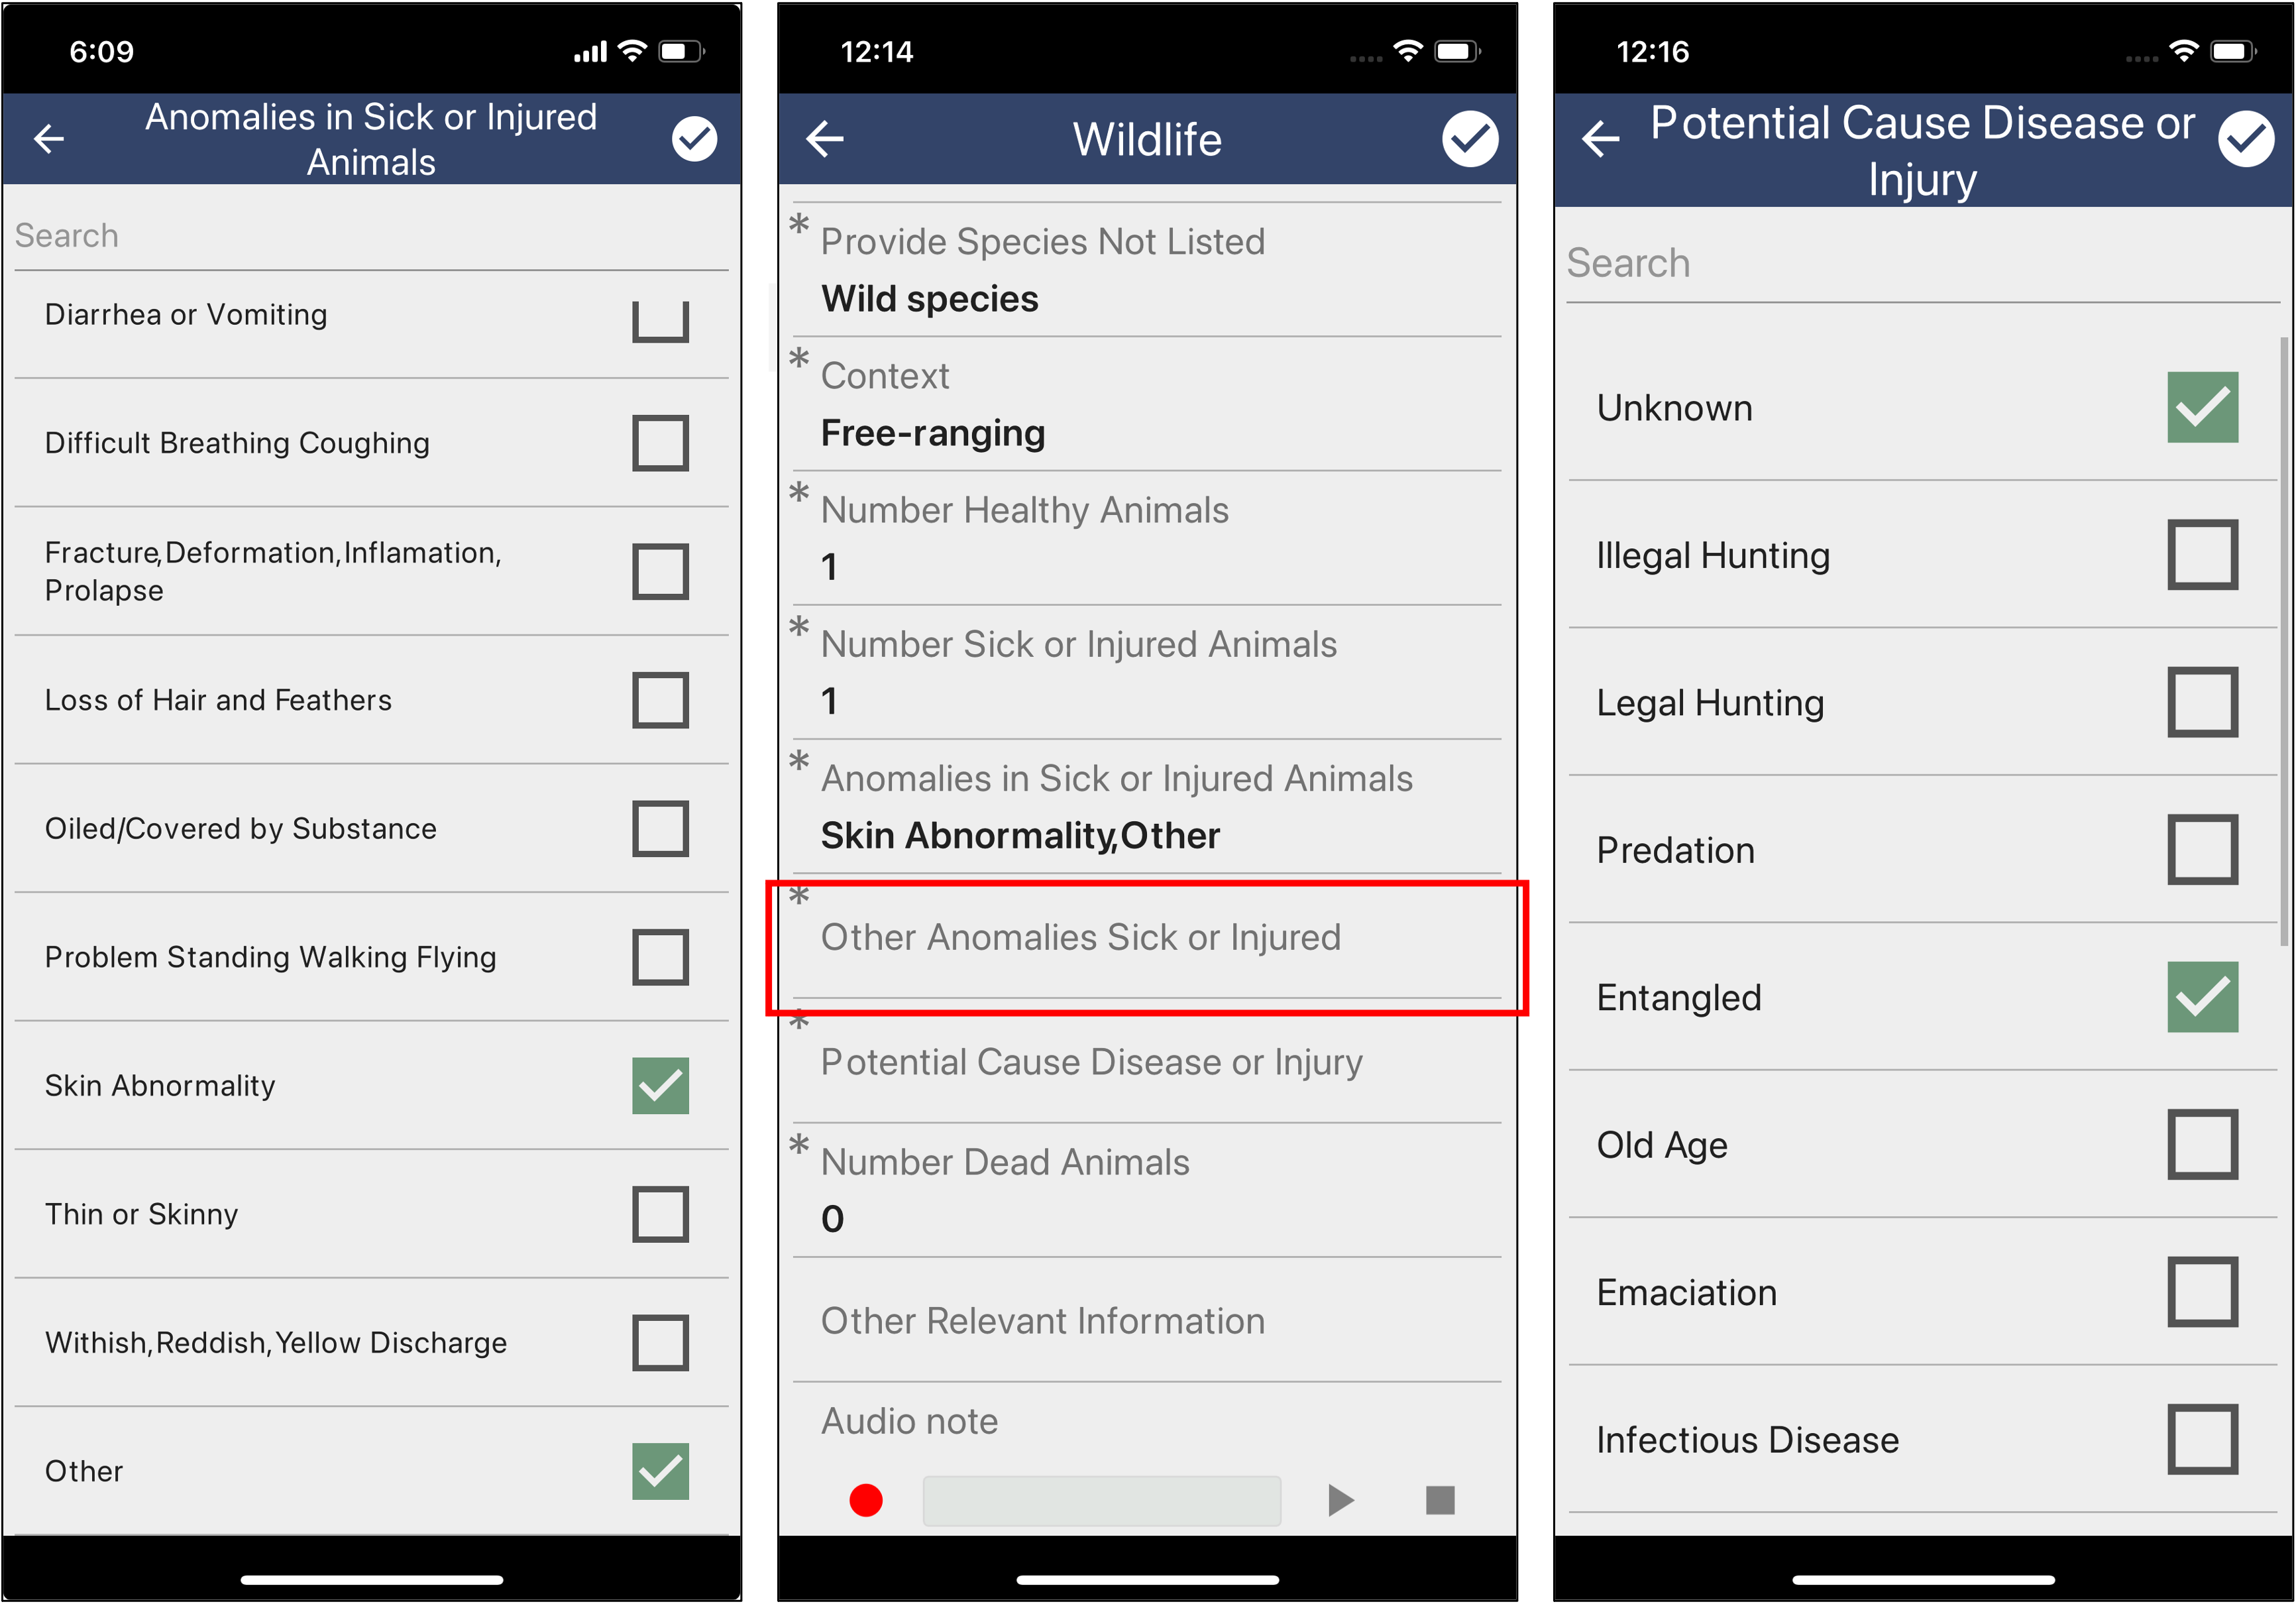 6:09
Anomalies in Sick or Injured
Animals
Search
Diarrhea or Vomiting
Difficult Breathing Coughing
Fracture,Deformation,Inflamation,
Prolapse
Loss of Hair and Feathers
Oiled/Covered by Substance
Problem Standing Walking Flying
Skin Abnormality
Thin or Skinny
Withish,Reddish,Yellow Discharge
Other
12:14
Wildlife
* Provide Species Not Listed
Wild species
* Context
Free-ranging
* Number Healthy Animals
1
* Number Sick or Injured Animals
1
* Anomalies in Sick or Injured Animals
Skin Abnormality,Other
* Other Anomalies Sick or Injured
* Potential Cause Disease or Injury
* Number Dead Animals
0
Other Relevant Information
Audio note
12:16
Potential Cause Disease or
Injury
Search
Unknown
Illegal Hunting
Legal Hunting
Predation
Entangled
Old Age
Emaciation
Infectious Disease